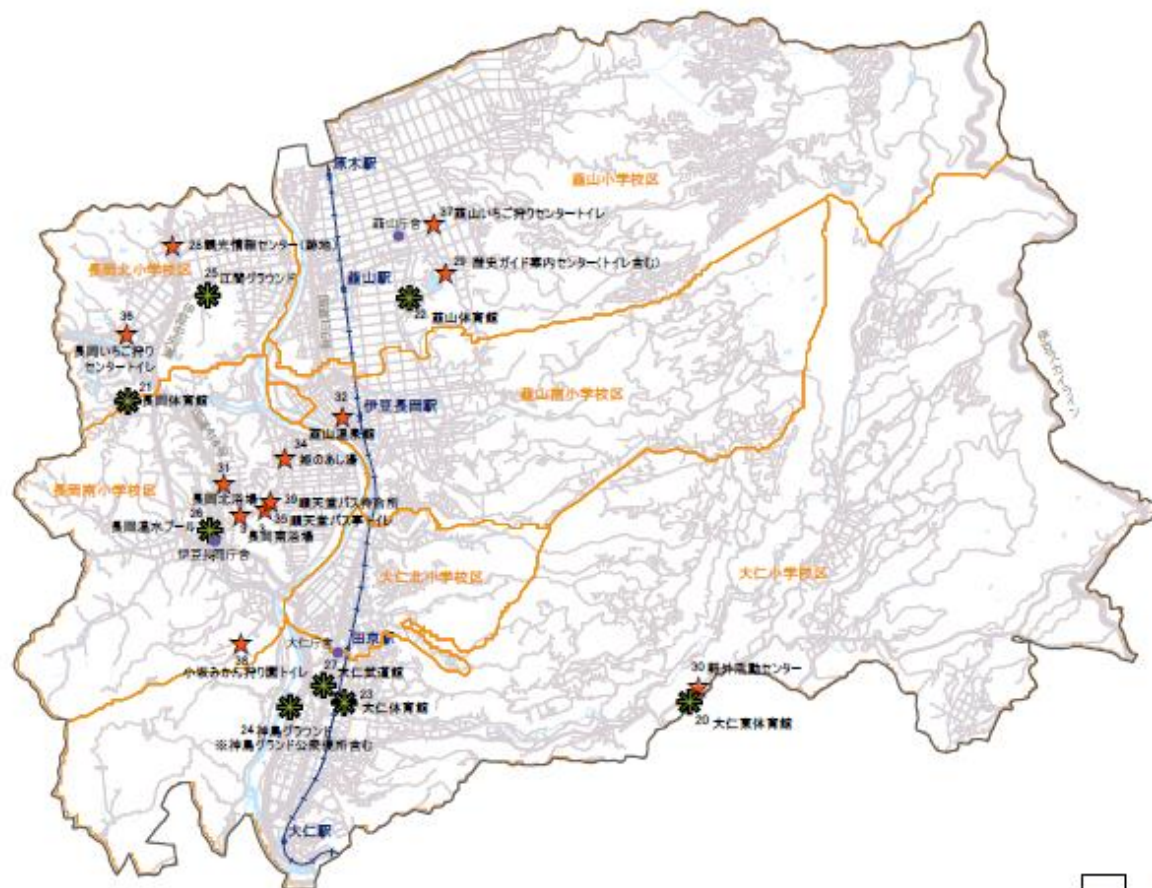 原木駅
韮山小学校区
37
韮山いちご狩りセンタートイレ
韮山庁舎
28 観光情報センター(跡地)
長岡北小学校区
25
江間グラウンド
29 歴史ガイド案内センター(トイレ含む)
韮山駅
22
韮山体育館
36
長岡いちご狩り
センタートイレ
21
長岡体育館
韮山南小学校区
32
伊豆長岡駅
韮山温泉館
34
姫のあし湯
31
長岡南小学校区
長岡北浴場
39
順天堂バス待合所
26
35
順天堂バス亭トイレ
長岡温水プール
長岡南浴場
伊豆長岡庁舎
大仁北小学校区
大仁小学校区
大仁庁舎
田京駅
38
小坂みかん狩り園トイレ
27
大仁武道館
23
大仁体育館
30
野外活動センター
20
大仁東体育館
24 神島グラウンド
※神島グランド公衆便所含む
大仁駅